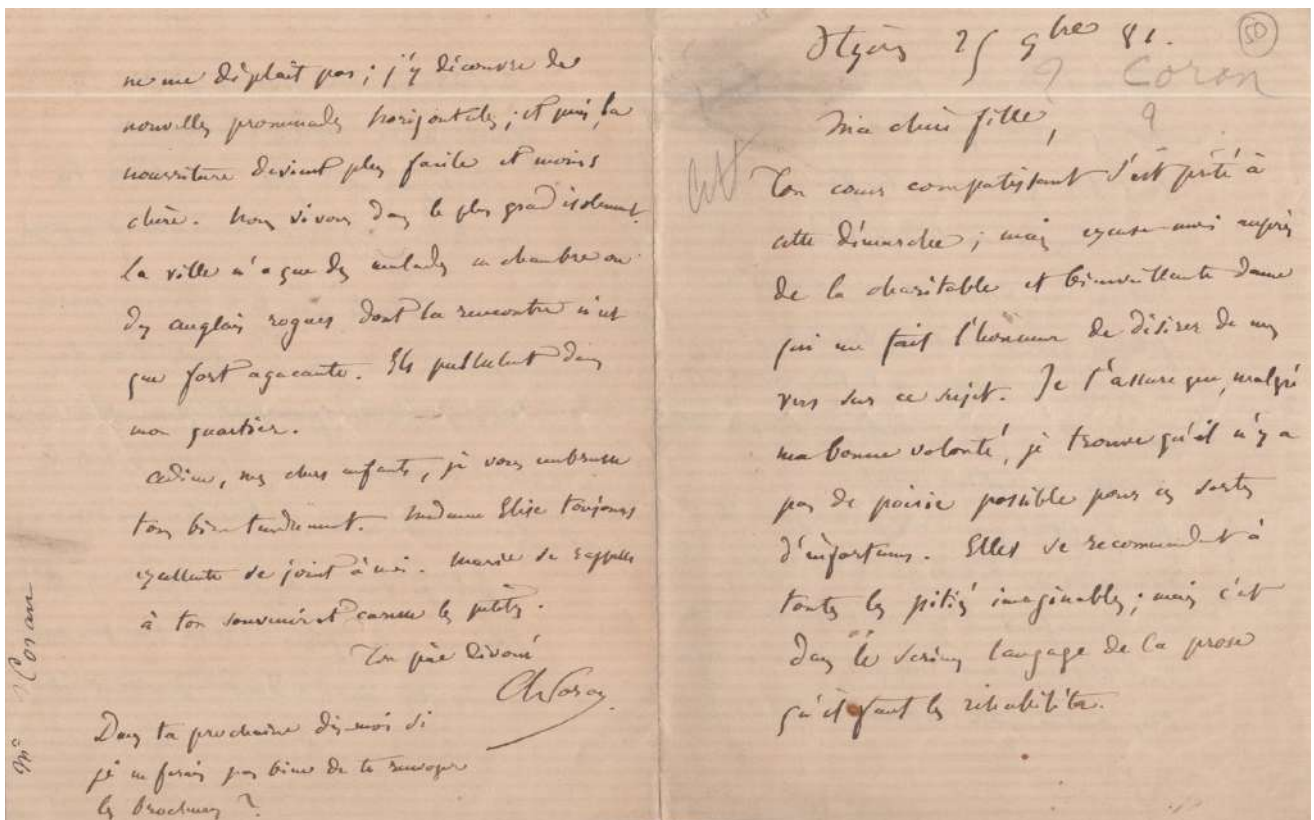 Hyères 25 9bre 81.
50
? Coran
?
Ma chère fille,
Ton cœur compatissant s'est prêté à
cette démarche ; mais excuse-moi auprès
de la charitable et bienveillante dame
qui me fait l'honneur de désirer de mes
vers sur ce sujet. Je t'assure que, malgré
ma bonne volonté, je trouve qu'il n'y a
pas de poésie possible pour ces sortes
d'infortunes. Elles se recommandent à
toutes les pitiés imaginables ; mais c'est
dans le sérieux langage de la prose
qu'il faut les réhabiliter.
ne me déplait pas ; j'y découvre de
nouvelles promenades horizontales ; et puis, la
nourriture devient plus facile et moins
chère. Nous vivons dans le plus grand isolement.
La ville n'a que des malades en chambre ou
des anglais rogues dont la rencontre n'est
que fort agaçante. Ils pullulent dans
mon quartier.
Adieu, mes chers enfants, je vous embrasse
tous bien tendrement. Madame Elise toujours
excellente se joint à moi. Marie se rappelle
à ton souvenir et caresse les petites.
Ton père dévoué
Ch Coran
Dans ta prochaine dis-moi si
je ne ferais pas bien de te renvoyer
les brochures ?
Coran